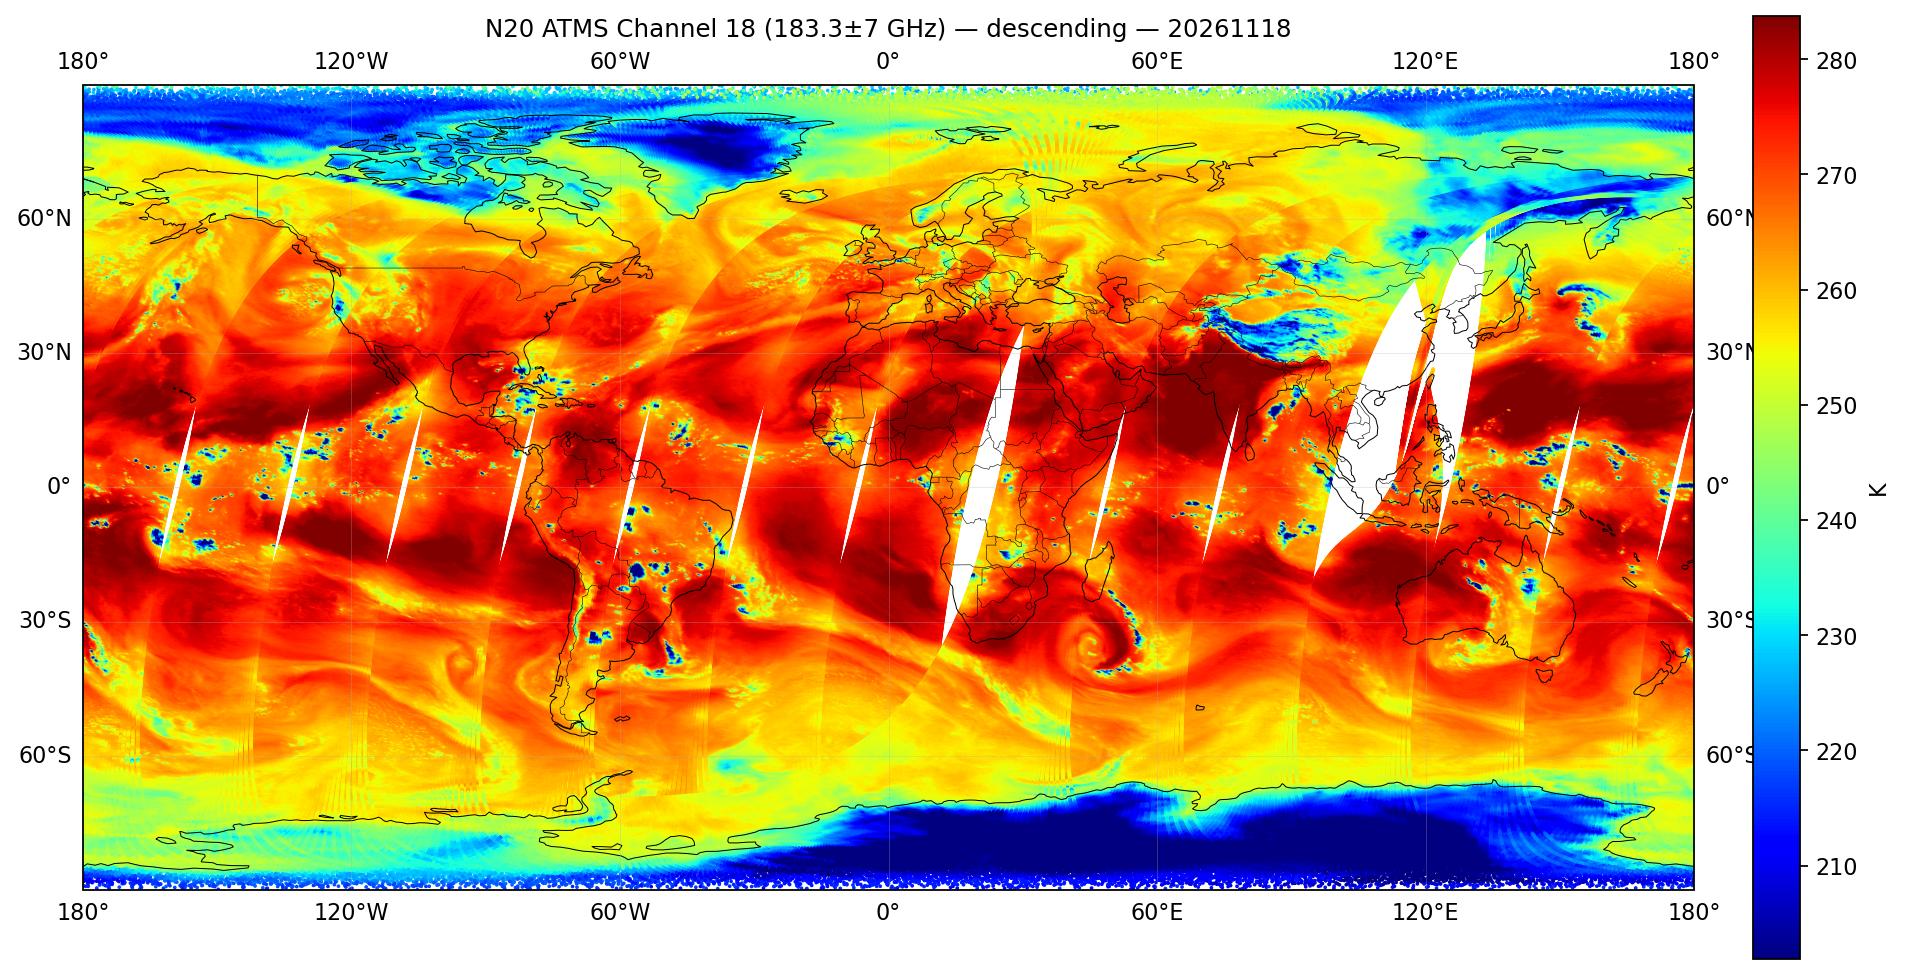 N20 ATMS Channel 18 (183.3±7 GHz) — descending — 20261118
180° 120°W 60°W 0° 60°E 120°E 180°
280
270
60°N 60°N
260
30°N 30°N
250
0° 0° K
240
30°S 30°S
230
60°S 60°S
220
210
180° 120°W 60°W 0° 60°E 120°E 180°